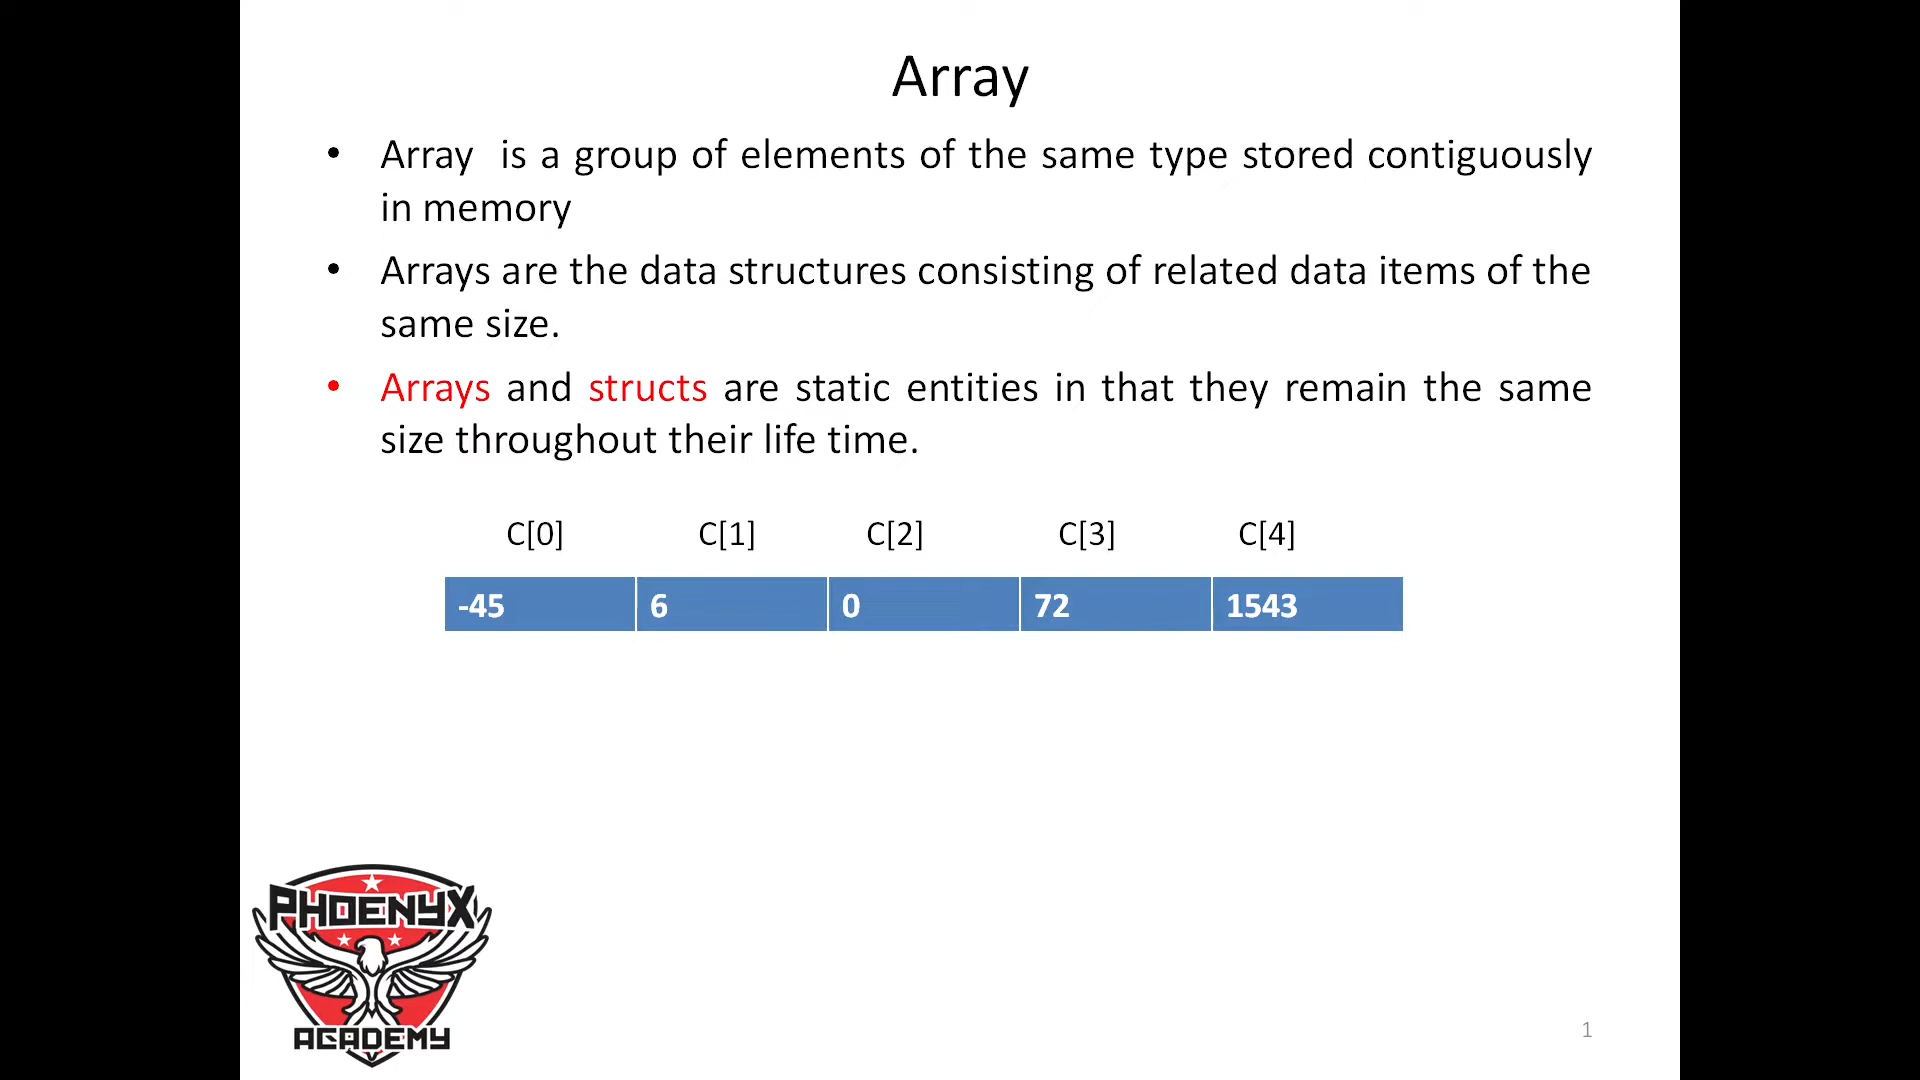 Array
• Array is a group of elements of the same type stored contiguously
in memory
• Arrays are the data structures consisting of related data items of the
same size.
• Arrays and structs are static entities in that they remain the same
size throughout their life time.
C[0] C[1] C[2] C[3] C[4]
-45 6 0 72 1543
PHOENYX
ACADEMY
1